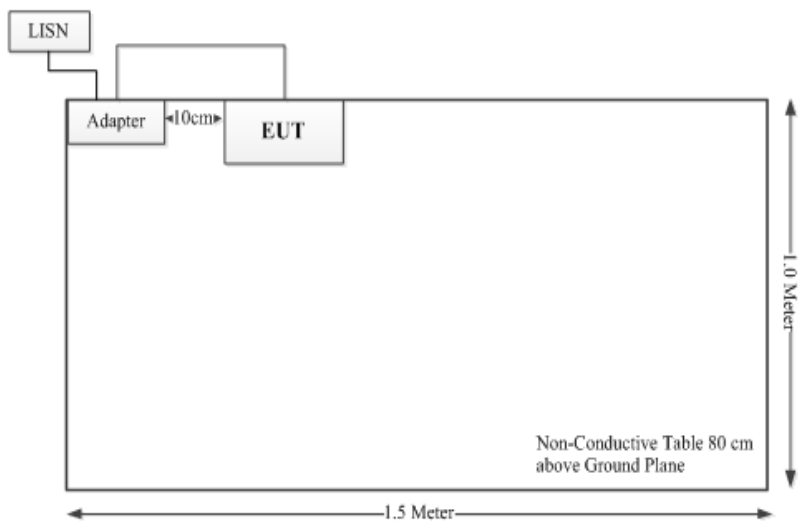 LISN
Adapter
10cm
EUT
1.0 Meter
Non-Conductive Table 80 cm
above Ground Plane
1.5 Meter